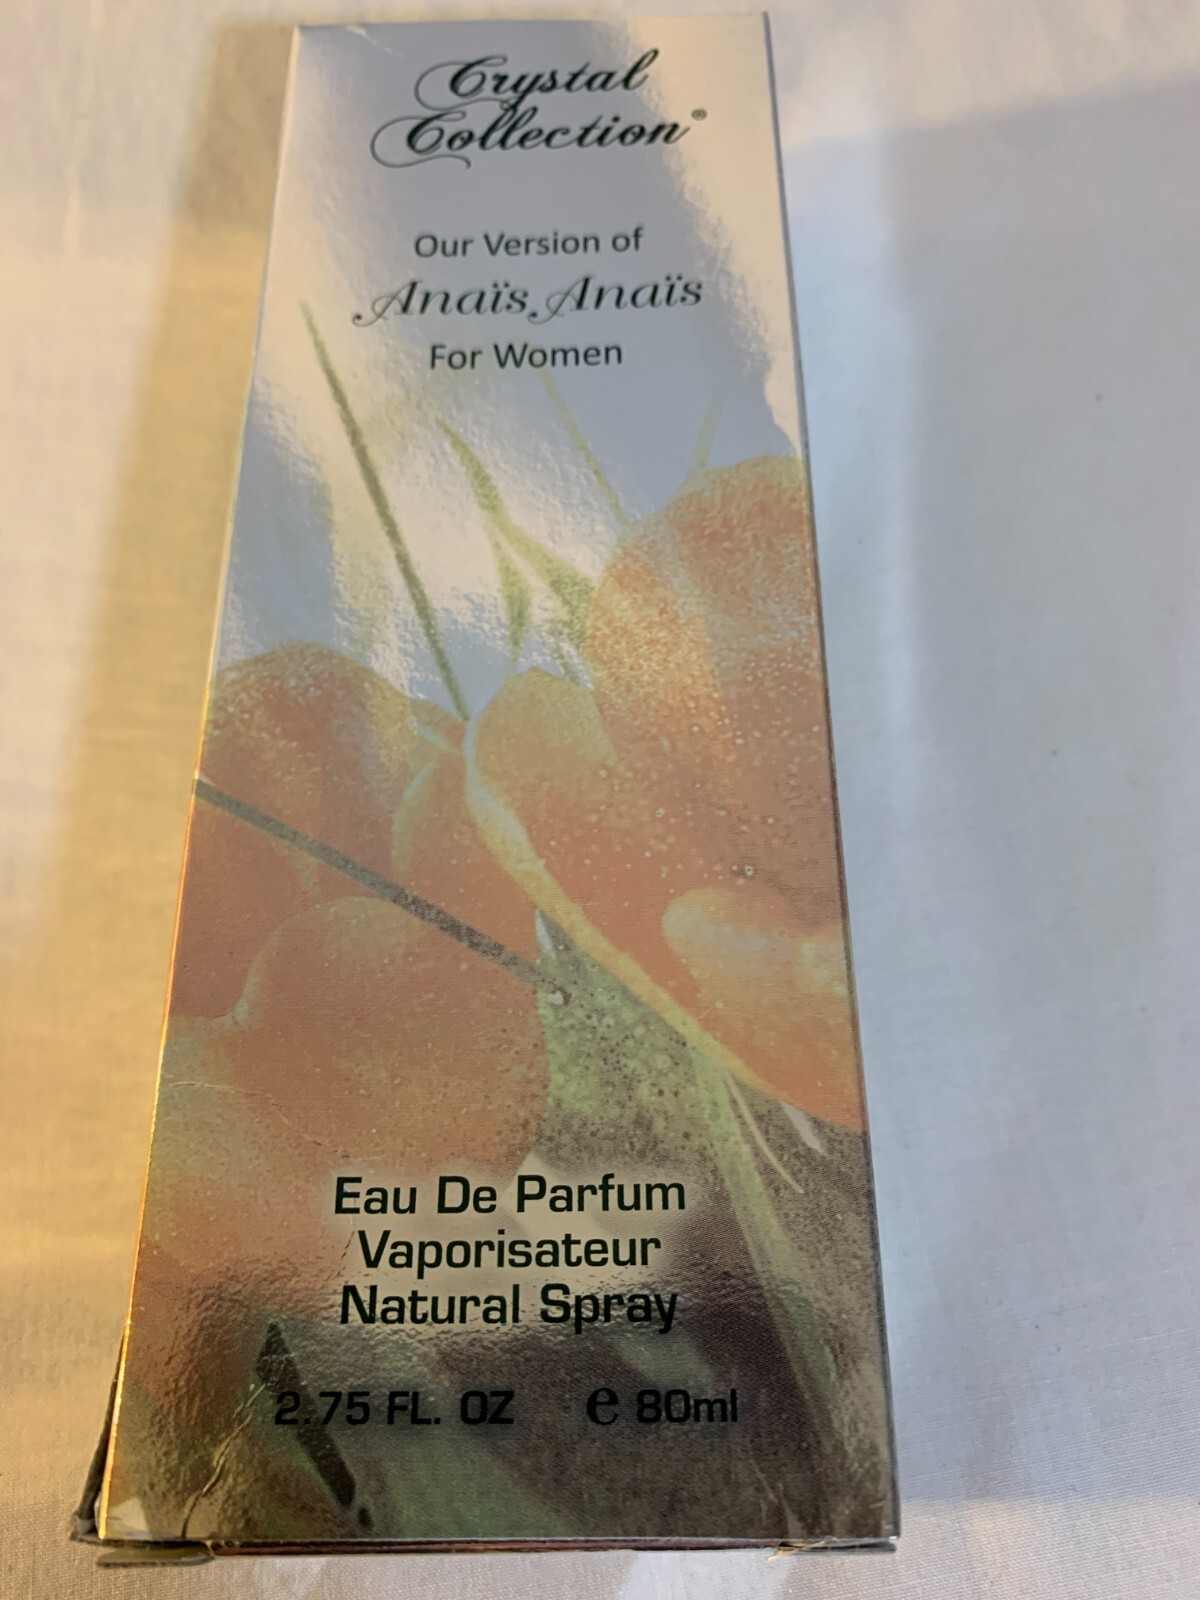 Crystal
Collection®
Our Version of
Anaïs Anaïs
For Women
Eau De Parfum
Vaporisateur
Natural Spray
2.75 FL. OZ ℮ 80ml